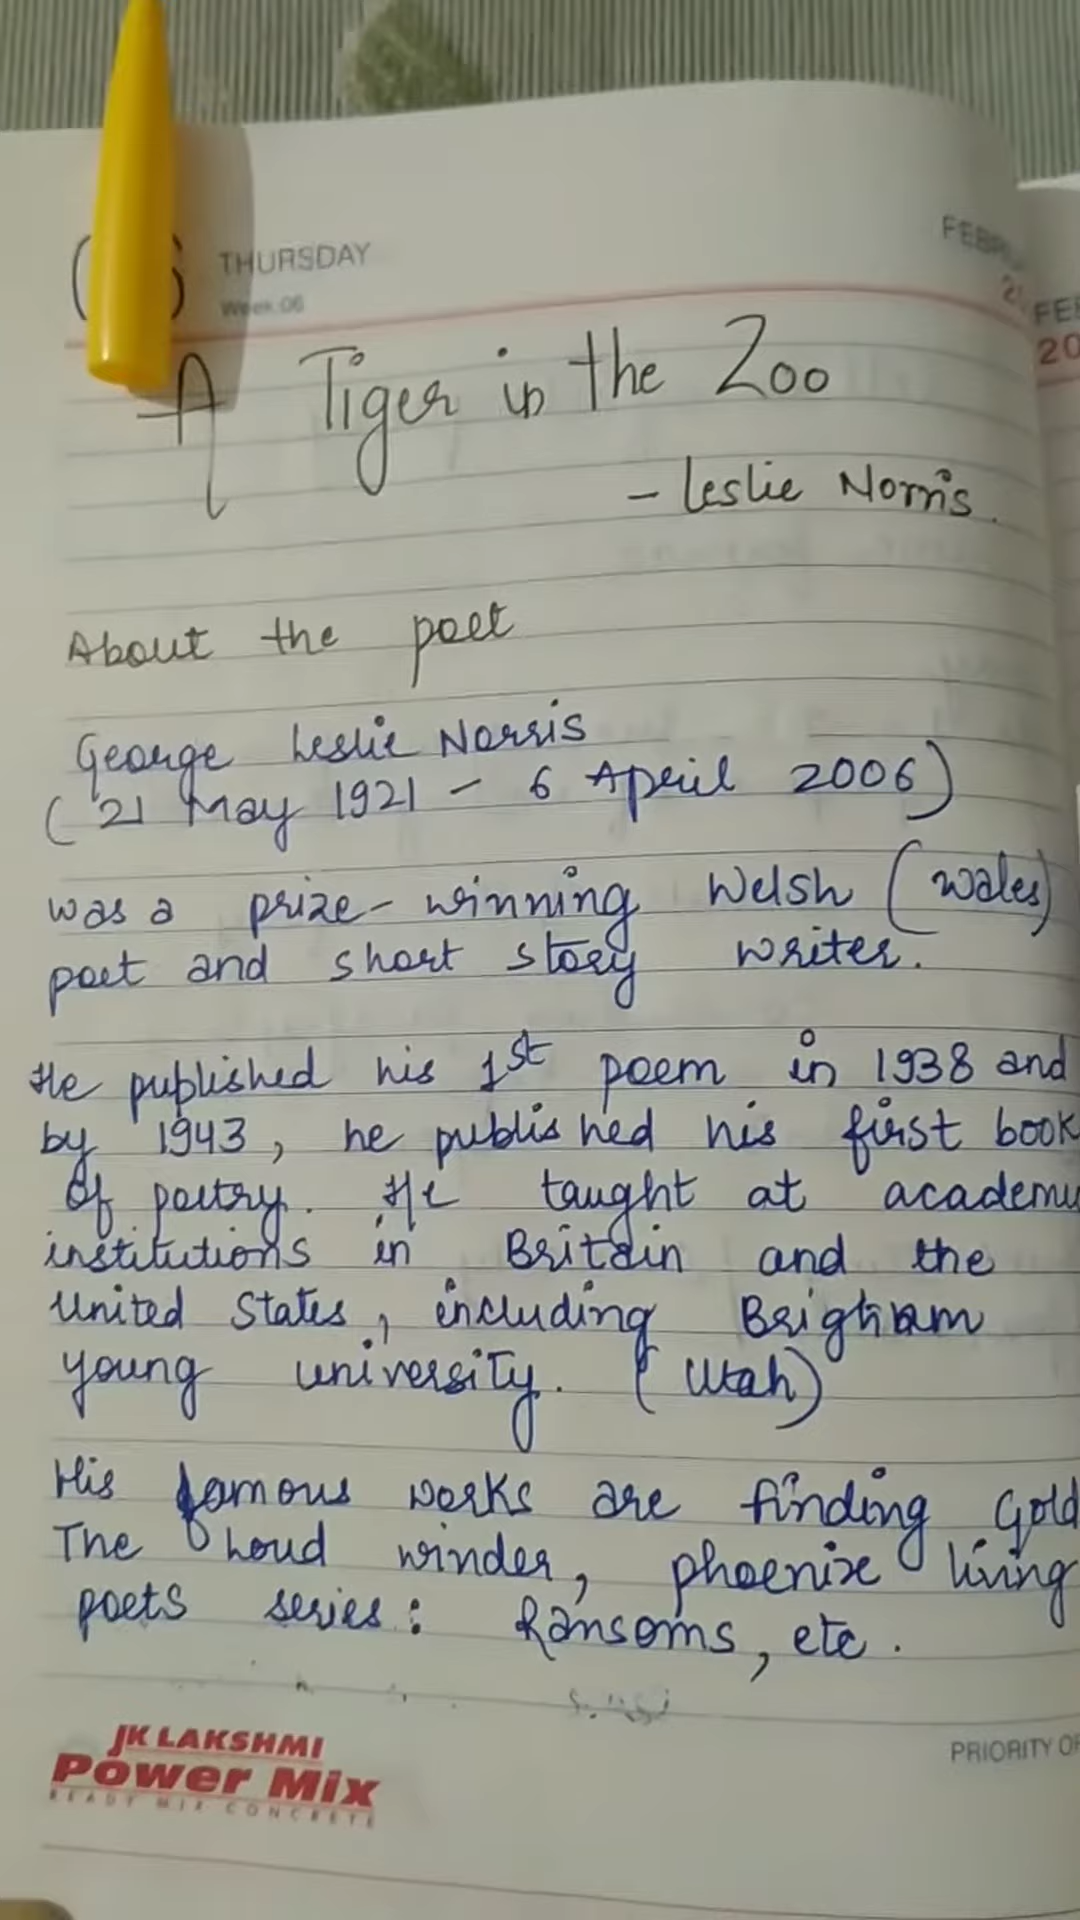 THURSDAY
Week 06
A Tiger in the Zoo
- Leslie Norris.
About the poet
George Leslie Norris
(21 May 1921 - 6 April 2006)
was a prize-winning Welsh (Wales)
poet and short story writer.
He published his 1st poem in 1938 and
by 1943, he published his first book
of poetry. He taught at
institutions in Britain and the
United States, including Brigham
young university. (Utah)
His famous works are finding Gold
The Loud winder, phoenix living
poets series: Ransoms, etc.
JK LAKSHMI
Power Mix
READY MIX CONCRETE
PRIORITY